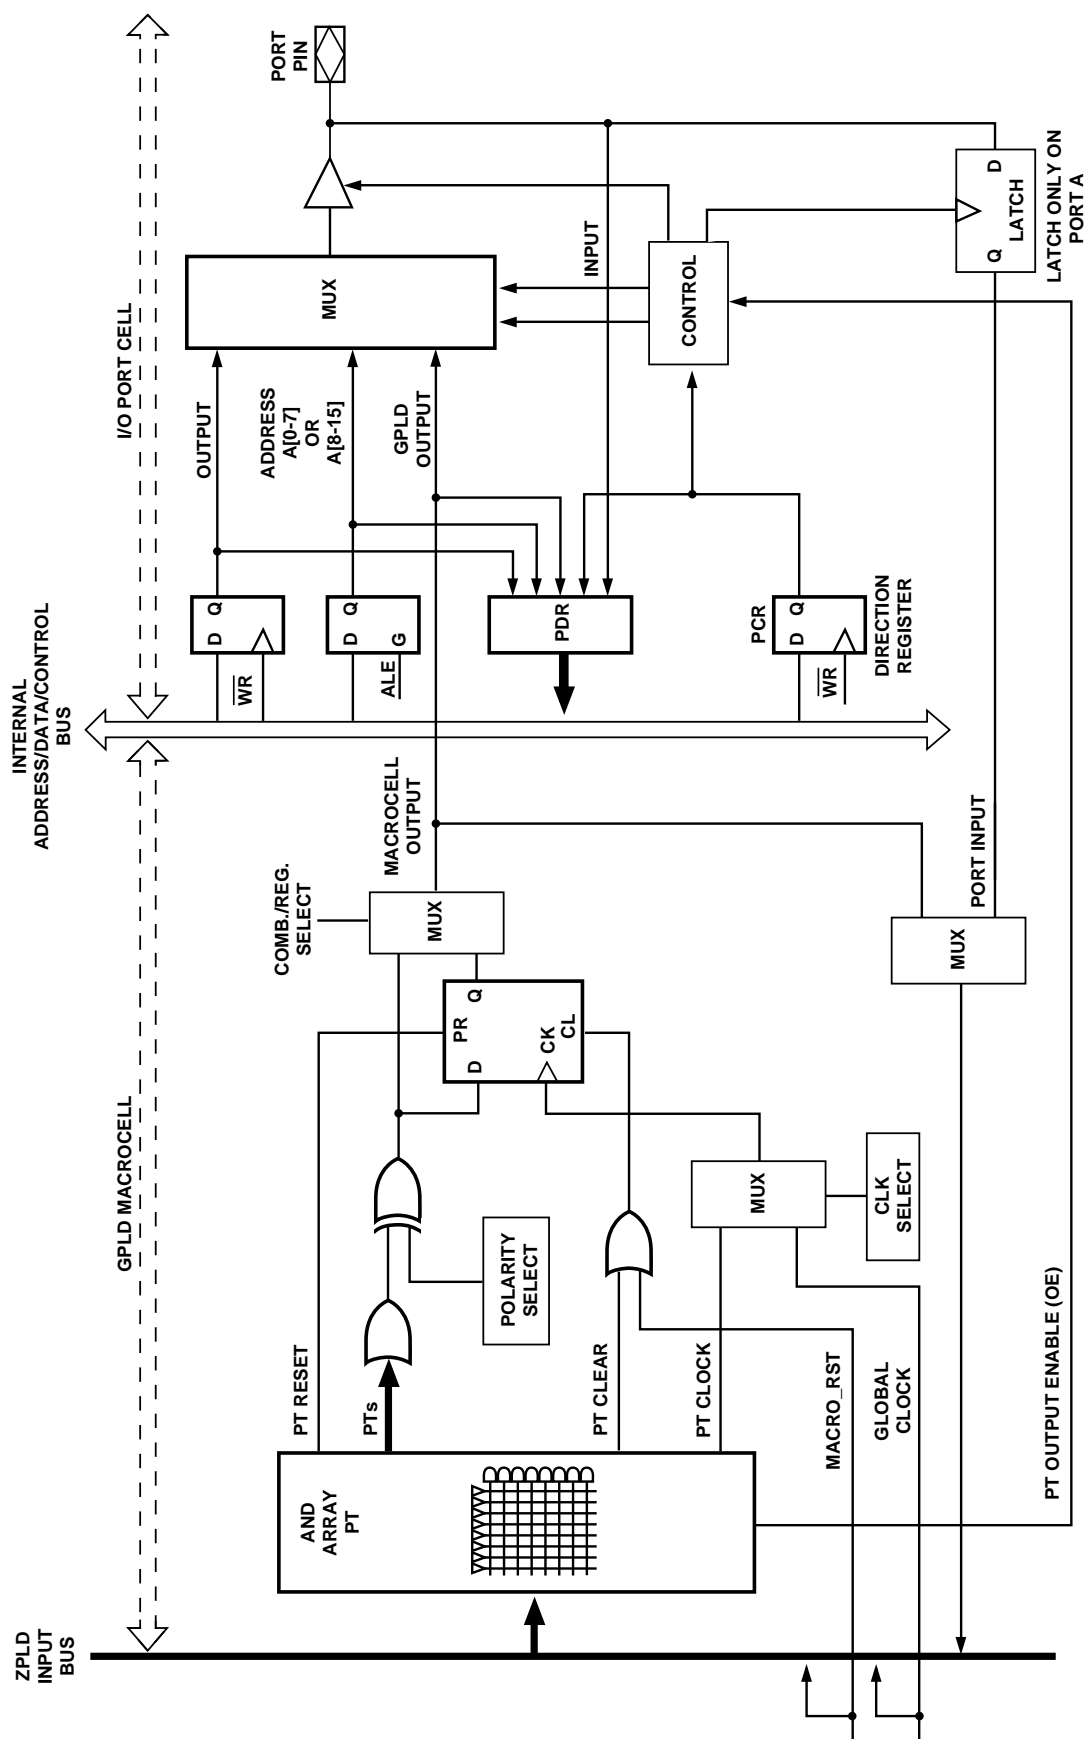 ZPLD
INPUT
BUS
GPLD MACROCELL
INTERNAL
ADDRESS/DATA/CONTROL
BUS
I/O PORT CELL
AND
ARRAY
PT
PT RESET
PTs
POLARITY
SELECT
PT CLEAR
PT CLOCK
MACRO_RST
GLOBAL
CLOCK
PT OUTPUT ENABLE (OE)
MUX
CLK
SELECT
PR
D
Q
CK
CL
COMB./REG.
SELECT
MUX
MACROCELL
OUTPUT
MUX
PORT INPUT
D
Q
WR
OUTPUT
D
Q
G
ALE
ADDRESS
A[0-7]
OR
A[8-15]
GPLD
OUTPUT
PDR
PCR
D
Q
WR
DIRECTION
REGISTER
MUX
INPUT
CONTROL
PORT
PIN
Q
D
LATCH
LATCH ONLY ON
PORT A